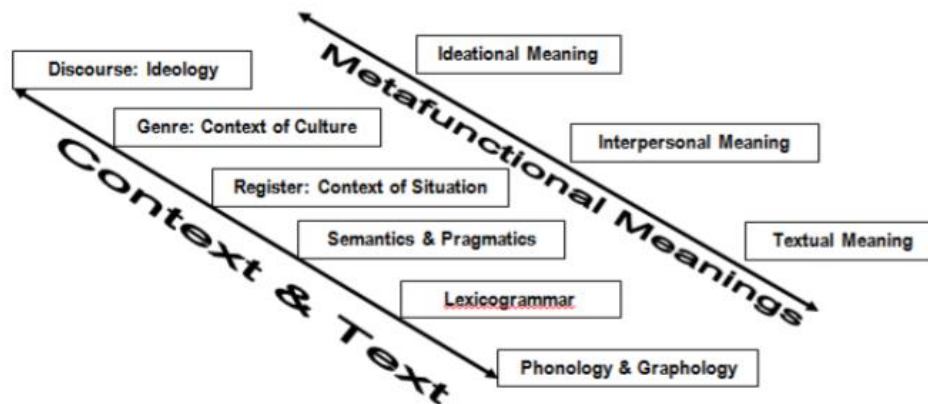 Ideational Meaning
Discourse: Ideology
Metafunctional Meanings
Genre: Context of Culture
Interpersonal Meaning
Register: Context of Situation
Context & Text
Semantics & Pragmatics
Textual Meaning
Lexicogrammar
Phonology & Graphology